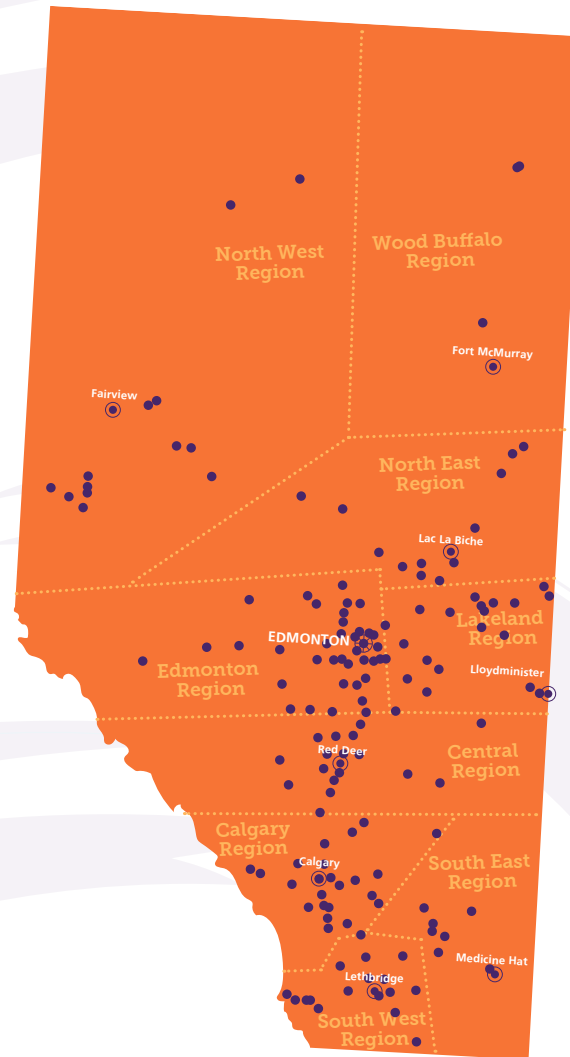 North West
Region
Wood Buffalo
Region
Fort McMurray
Fairview
North East
Region
Lac La Biche
EDMONTON
Lakeland
Region
Edmonton
Region
Lloydminister
Red Deer
Central
Region
Calgary
Region
Calgary
South East
Region
Medicine Hat
Lethbridge
South West
Region